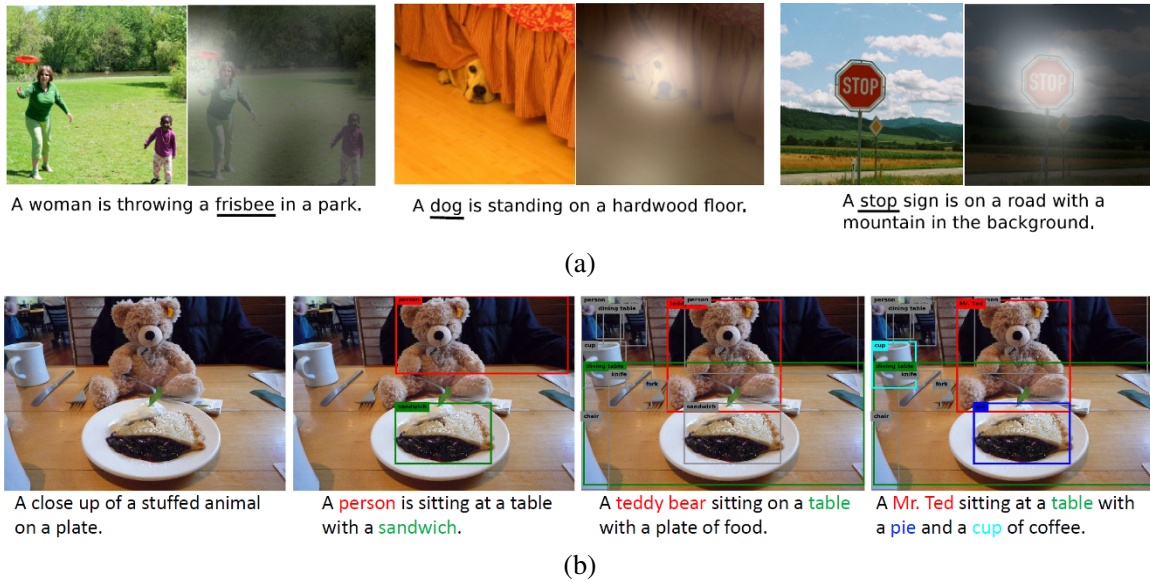 STOP
STOP
A woman is throwing a frisbee in a park.
A dog is standing on a hardwood floor.
A stop sign is on a road with a
mountain in the background.
(a)
person
sandwich
person
dining table
cup
dining table
knife
fork
chair
person
sandwich
person
dining table
cup
dining table
knife
fork
chair
Mr. Ted
A close up of a stuffed animal
on a plate.
A person is sitting at a table
with a sandwich.
A teddy bear sitting on a table
with a plate of food.
A Mr. Ted sitting at a table with
a pie and a cup of coffee.
(b)